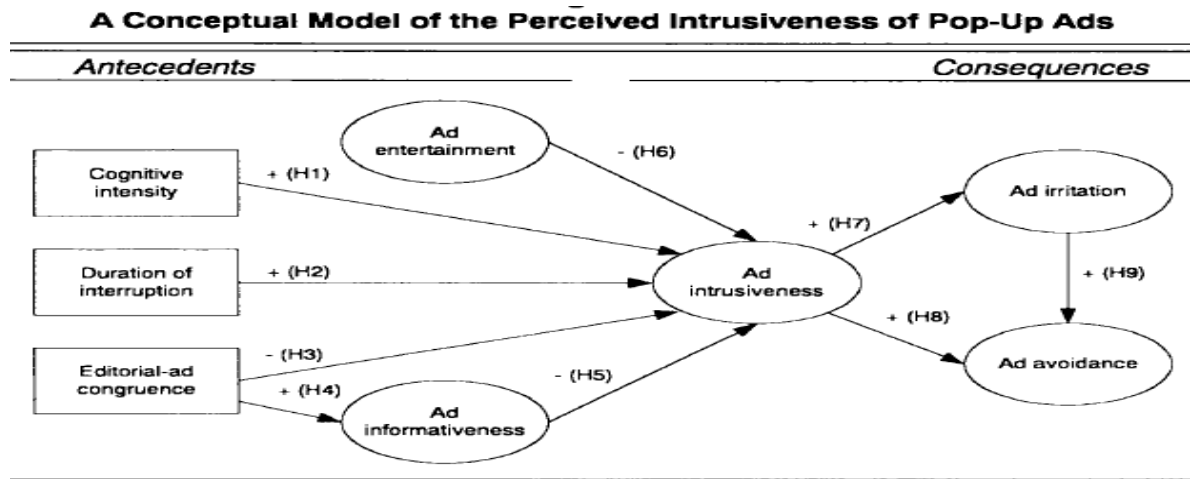 A Conceptual Model of the Perceived Intrusiveness of Pop-Up Ads
Antecedents
Consequences
Ad
entertainment
- (H6)
Cognitive
intensity
+ (H1)
Ad irritation
+ (H7)
Duration of
interruption
+ (H2)
Ad
intrusiveness
+ (H9)
+ (H8)
Editorial-ad
congruence
- (H3)
+ (H4)
- (H5)
Ad avoidance
Ad
informativeness